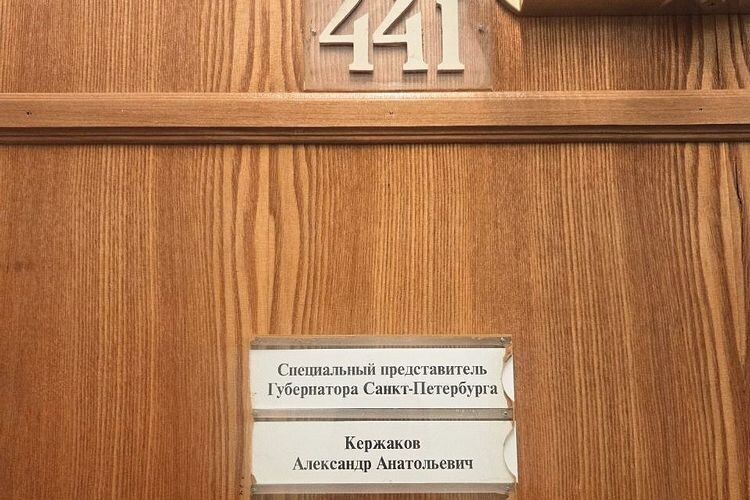 441
Специальный представитель
Губернатора Санкт-Петербурга
Кержаков
Александр Анатольевич